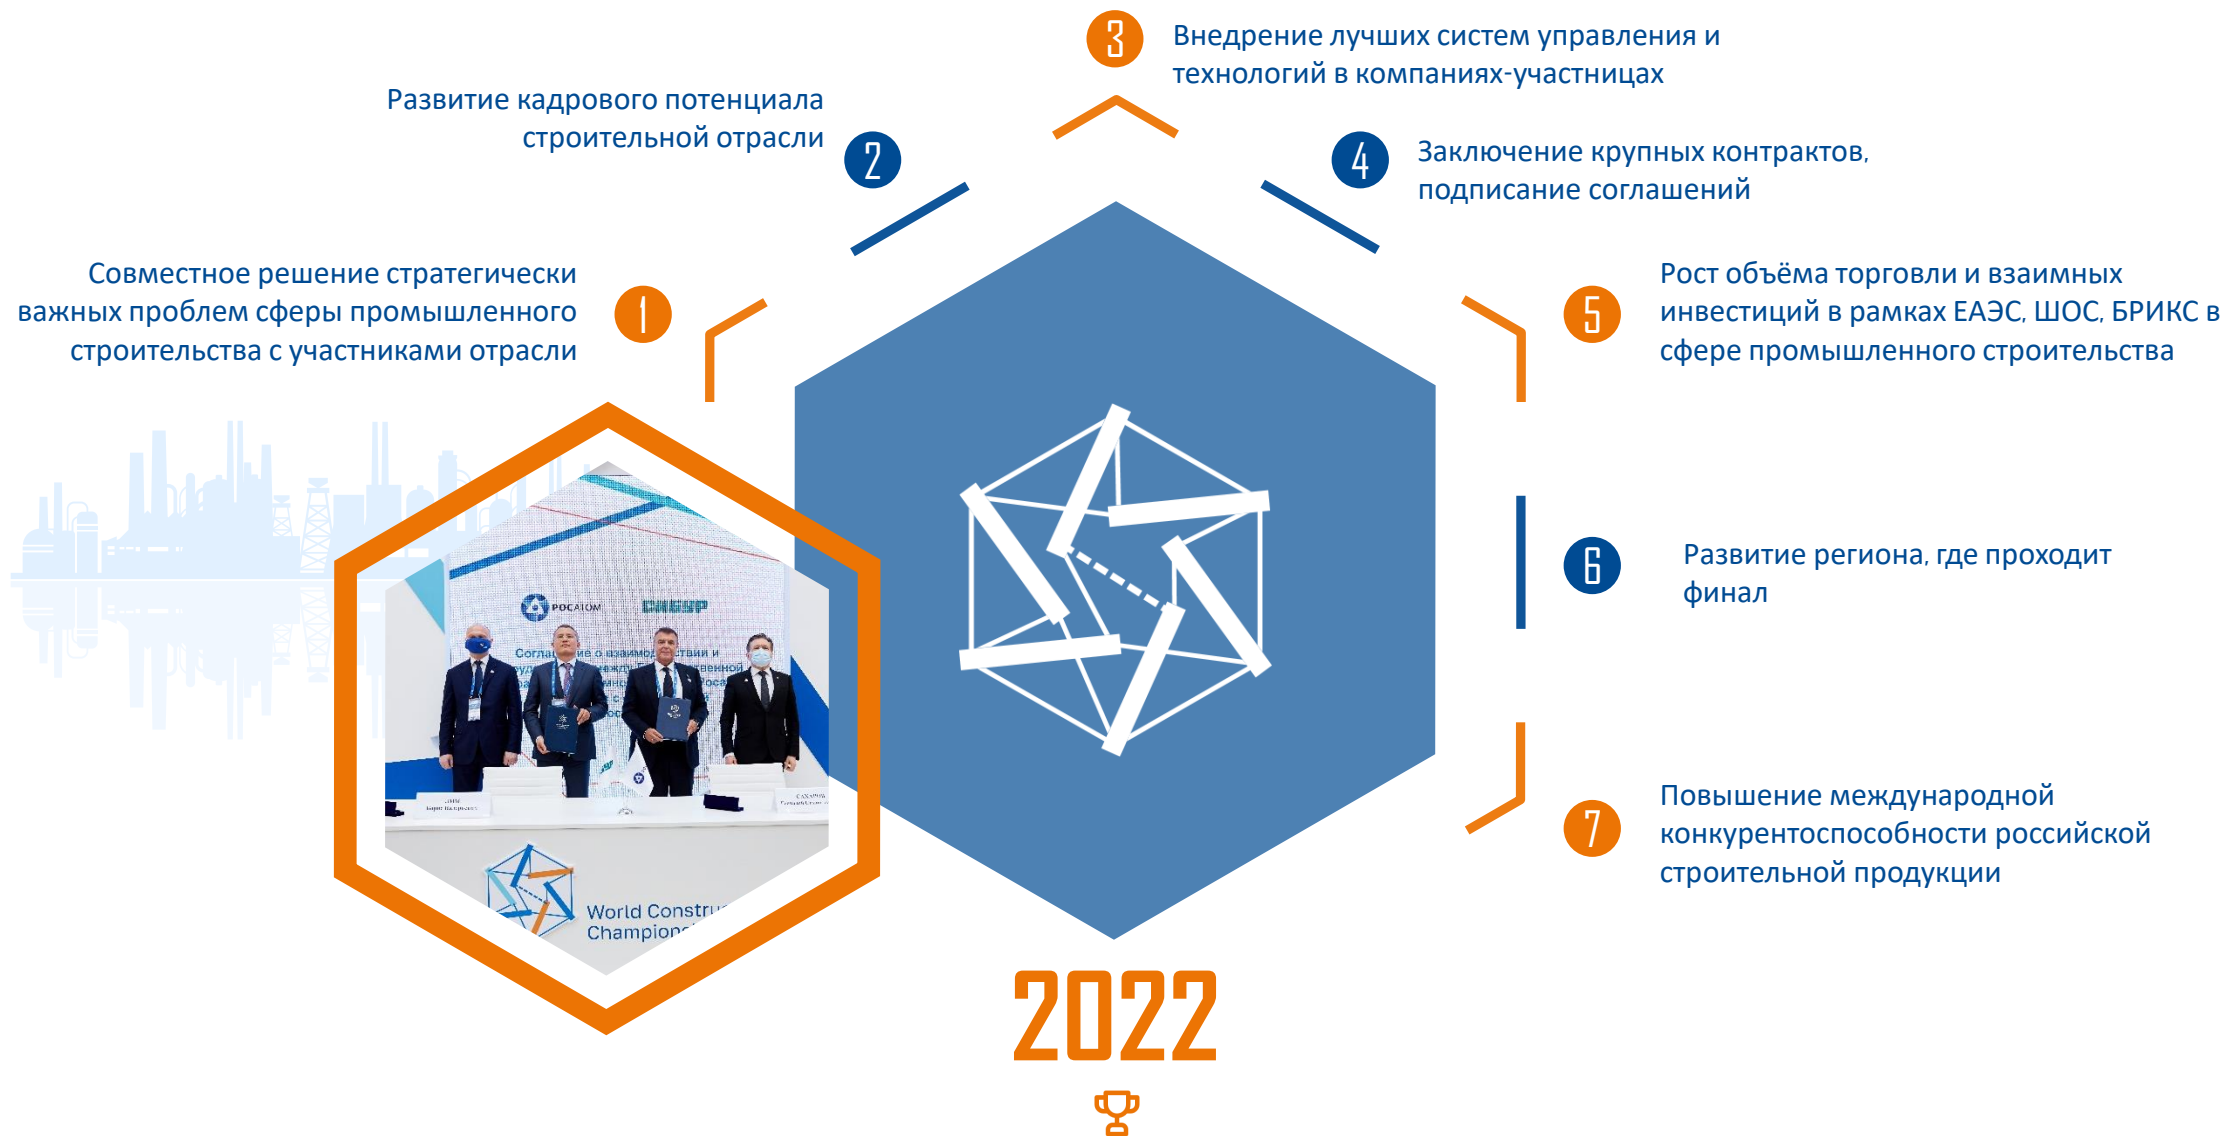 3
Внедрение лучших систем управления и
технологий в компаниях-участницах
Развитие кадрового потенциала
строительной отрасли
2
4
Заключение крупных контрактов,
подписание соглашений
Совместное решение стратегически
важных проблем сферы промышленного
строительства с участниками отрасли
1
5
Рост объёма торговли и взаимных
инвестиций в рамках ЕАЭС, ШОС, БРИКС в
сфере промышленного строительства
6
Развитие региона, где проходит
финал
7
Повышение международной
конкурентоспособности российской
строительной продукции
РОСАТОМ
СИБУР
Соглашение о взаимодействии и
World Constru
Champion
2022